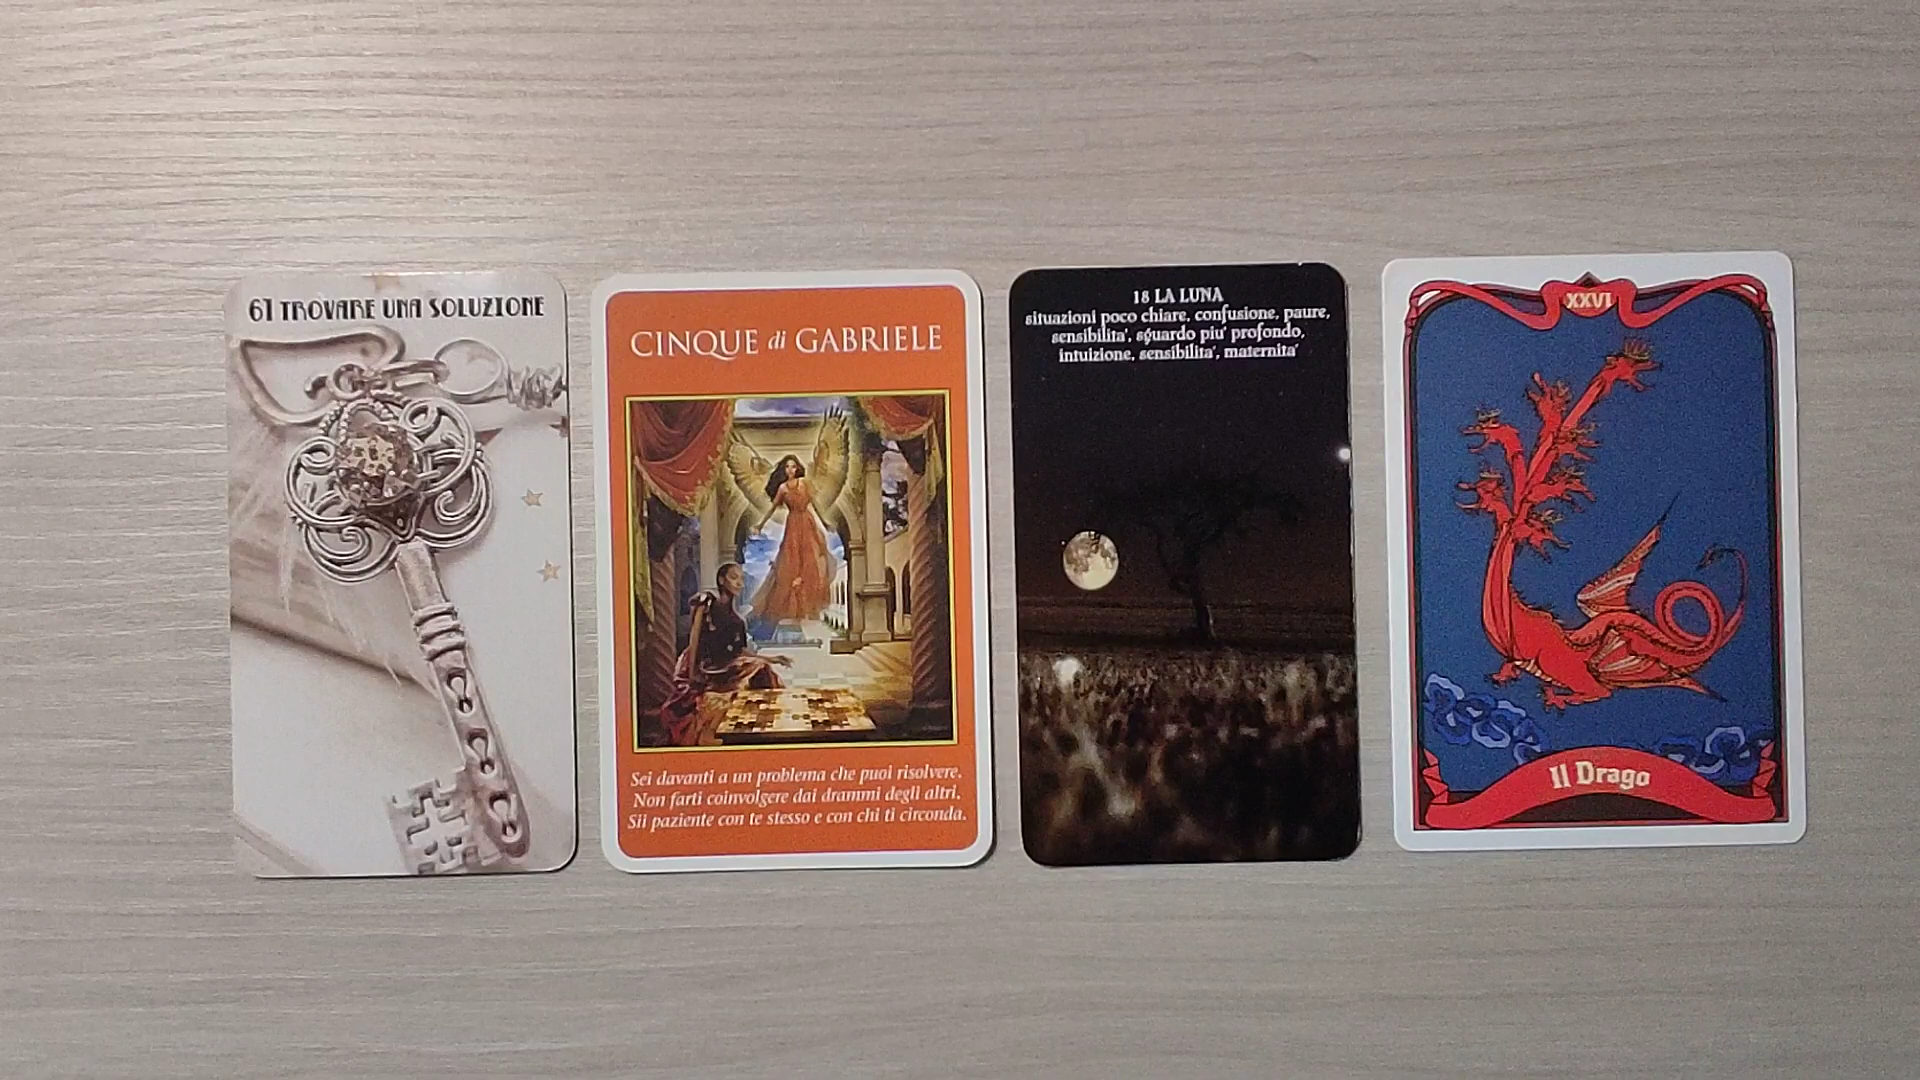 61 TROVARE UNA SOLUZIONE
CINQUE di GABRIELE
Sei davanti a un problema che puoi risolvere.
Non farti coinvolgere dai drammi degli altri.
Sii paziente con te stesso e con chi ti circonda.
18 LA LUNA
situazioni poco chiare, confusione, paure,
sensibilita', sguardo piu' profondo,
intuizione, sensibilita', maternita'
XXVI
Il Drago